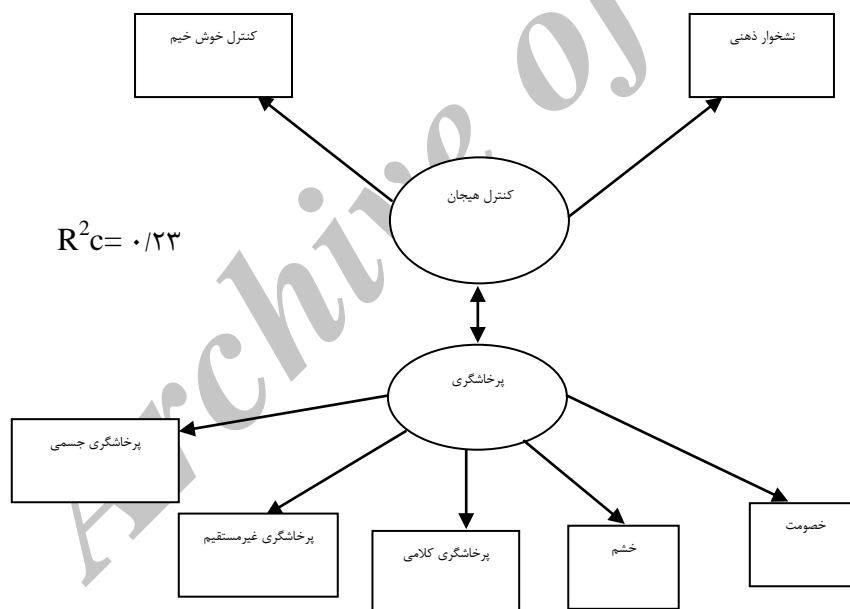 نشخوار ذهنی
کنترل خوش خیم
کنترل هیجان
R²c= ۰/۲۳
پرخاشگری
پرخاشگری جسمی
خصومت
خشم
پرخاشگری کلامی
پرخاشگری غیرمستقیم
Archive of